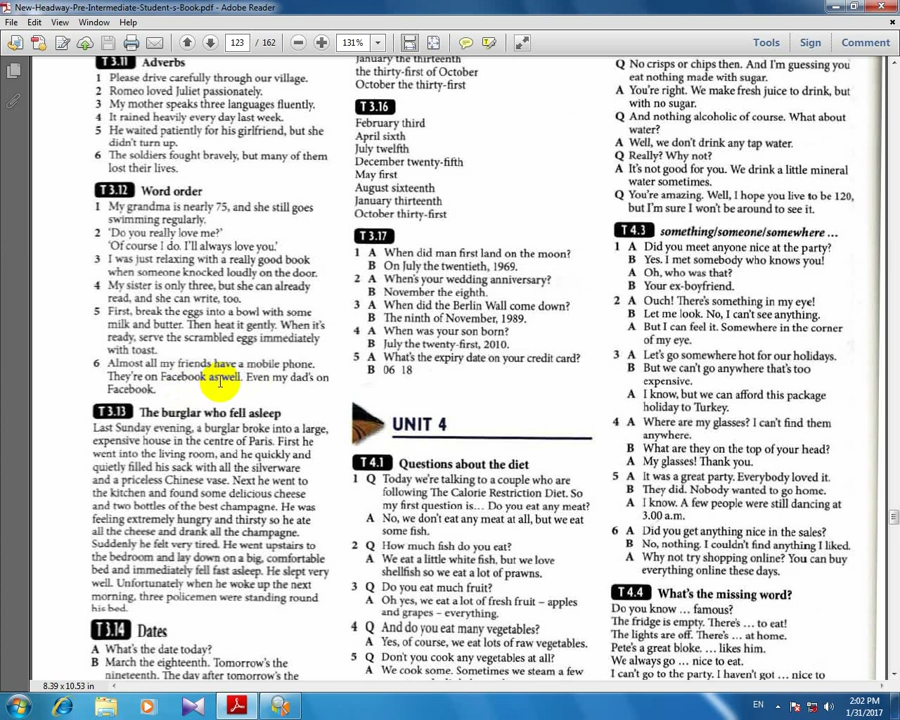 New-Headway-Pre-Intermediate-Student-s-Book.pdf - Adobe Reader
File Edit View Window Help
123 / 162 131% Tools Sign Comment
T 3.11 Adverbs
1 Please drive carefully through our village.
2 Romeo loved Juliet passionately.
3 My mother speaks three languages fluently.
4 It rained heavily every day last week.
5 He waited patiently for his girlfriend, but she
didn't turn up.
6 The soldiers fought bravely, but many of them
lost their lives.
T 3.12 Word order
1 My grandma is nearly 75, and she still goes
swimming regularly.
2 'Do you really love me?'
'Of course I do. I'll always love you.'
3 I was just relaxing with a really good book
when someone knocked loudly on the door.
4 My sister is only three, but she can already
read, and she can write, too.
5 First, break the eggs into a bowl with some
milk and butter. Then heat it gently. When it's
ready, serve the scrambled eggs immediately
with toast.
6 Almost all my friends have a mobile phone.
They're on Facebook as well. Even my dad's on
Facebook.
T 3.13 The burglar who fell asleep
Last Sunday evening, a burglar broke into a large,
expensive house in the centre of Paris. First he
went into the living room, and he quickly and
quietly filled his sack with all the silverware
and a priceless Chinese vase. Next he went to
the kitchen and found some delicious cheese
and two bottles of the best champagne. He was
feeling extremely hungry and thirsty so he ate
all the cheese and drank all the champagne.
Suddenly he felt very tired. He went upstairs to
the bedroom and lay down on a big, comfortable
bed and immediately fell fast asleep. He slept very
well. Unfortunately when he woke up the next
morning, three policemen were standing round
his bed.
T 3.14 Dates
A What's the date today?
B March the eighteenth. Tomorrow's the
nineteenth. The day after tomorrow's the
January the thirteenth
the thirty-first of October
October the thirty-first
T 3.16
February third
April sixth
July twelfth
December twenty-fifth
May first
August sixteenth
January thirteenth
October thirty-first
T 3.17
1 A When did man first land on the moon?
B On July the twentieth, 1969.
2 A When's your wedding anniversary?
B November the eighth.
3 A When did the Berlin Wall come down?
B The ninth of November, 1989.
4 A When was your son born?
B July the twenty-first, 2010.
5 A What's the expiry date on your credit card?
B 06 18
UNIT 4
T 4.1 Questions about the diet
1 Q Today we're talking to a couple who are
following The Calorie Restriction Diet. So
my first question is… Do you eat any meat?
A No, we don't eat any meat at all, but we eat
some fish.
2 Q How much fish do you eat?
A We eat a little white fish, but we love
shellfish so we eat a lot of prawns.
3 Q Do you eat much fruit?
A Oh yes, we eat a lot of fresh fruit – apples
and grapes – everything.
4 Q And do you eat many vegetables?
A Yes, of course, we eat lots of raw vegetables.
5 Q Don't you cook any vegetables at all?
A We cook some. Sometimes we steam a few
Q No crisps or chips then. And I'm guessing you
eat nothing made with sugar.
A You're right. We make fresh juice to drink, but
with no sugar.
Q And nothing alcoholic of course. What about
water?
A Well, we don't drink any tap water.
Q Really? Why not?
A It's not good for you. We drink a little mineral
water sometimes.
Q You're amazing. Well, I hope you live to be 120,
but I'm sure I won't be around to see it.
T 4.3 something/someone/somewhere …
1 A Did you meet anyone nice at the party?
B Yes. I met somebody who knows you!
A Oh, who was that?
B Your ex-boyfriend.
2 A Ouch! There's something in my eye!
B Let me look. No, I can't see anything.
A But I can feel it. Somewhere in the corner
of my eye.
3 A Let's go somewhere hot for our holidays.
B But we can't go anywhere that's too
expensive.
A I know, but we can afford this package
holiday to Turkey.
4 A Where are my glasses? I can't find them
anywhere.
B What are they on the top of your head?
A My glasses! Thank you.
5 A It was a great party. Everybody loved it.
B They did. Nobody wanted to go home.
A I know. A few people were still dancing at
3.00 a.m.
6 A Did you get anything nice in the sales?
B No, nothing. I couldn't find anything I liked.
A Why not try shopping online? You can buy
everything online these days.
T 4.4 What's the missing word?
Do you know … famous?
The fridge is empty. There's … to eat!
The lights are off. There's … at home.
Pete's a great bloke. … likes him.
We always go … nice to eat.
I can't go to the party. I haven't got … nice to
8.39 x 10.53 in
EN 2:02 PM
1/31/2017